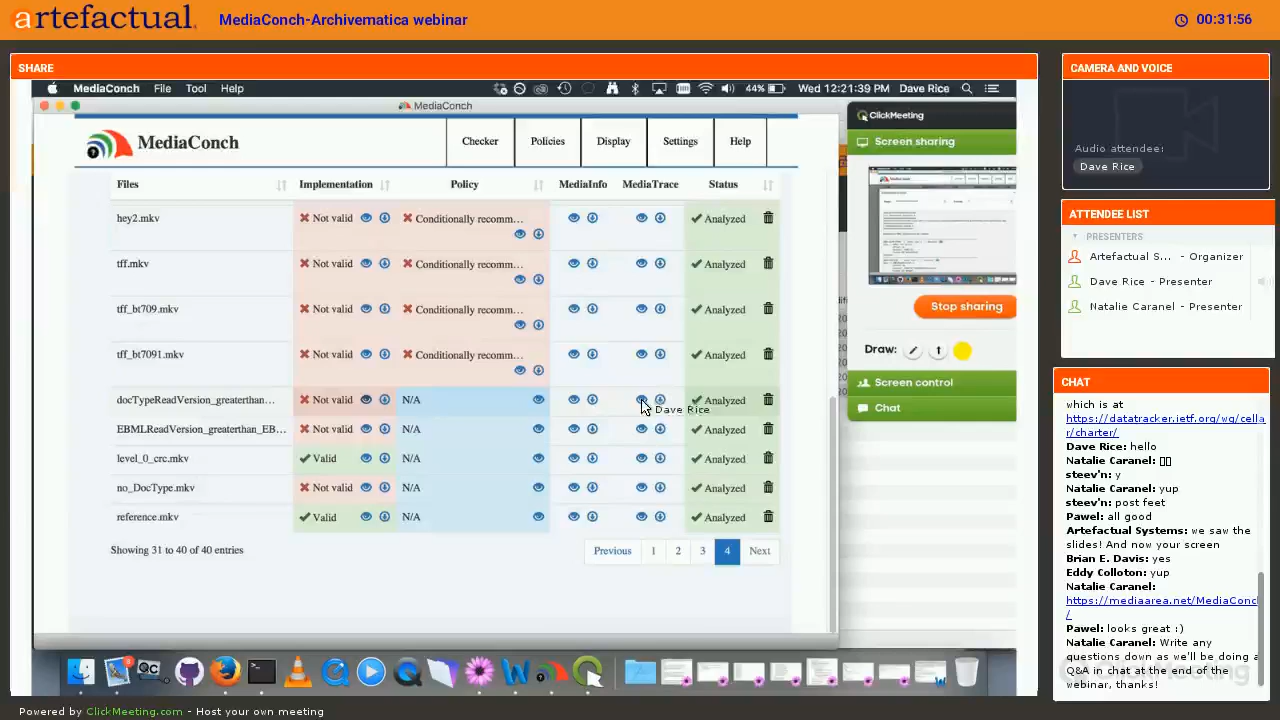 artefactual.
MediaConch-Archivematica webinar
00:31:56
SHARE
MediaConch File Tool Help
44% Wed 12:21:39 PM Dave Rice
MediaConch
MediaConch
Checker Policies Display Settings Help
Files Implementation Policy MediaInfo MediaTrace Status
hey2.mkv Not valid Conditionally recomm... Analyzed
tff.mkv Not valid Conditionally recomm... Analyzed
tff_bt709.mkv Not valid Conditionally recomm... Analyzed
tff_bt7091.mkv Not valid Conditionally recomm... Analyzed
docTypeReadVersion_greaterthan... Not valid N/A Analyzed
Dave Rice
EBMLReadVersion_greaterthan_EB... Not valid N/A Analyzed
level_0_crc.mkv Valid N/A Analyzed
no_DocType.mkv Not valid N/A Analyzed
reference.mkv Valid N/A Analyzed
Showing 31 to 40 of 40 entries
Previous 1 2 3 4 Next
ClickMeeting
Screen sharing
Stop sharing
Draw:
Screen control
Chat
CAMERA AND VOICE
Audio attendee:
Dave Rice
ATTENDEE LIST
PRESENTERS
Artefactual S... - Organizer
Dave Rice - Presenter
Natalie Caranel - Presenter
CHAT
which is at
https://datatracker.ietf.org/wg/cella
r/charter/
Dave Rice: hello
Natalie Caranel:
steev'n: y
Natalie Caranel: yup
steev'n: post feet
Pawel: all good
Artefactual Systems: we saw the
slides! And now your screen
Brian E. Davis: yes
Eddy Colloton: yup
Natalie Caranel:
https://mediaarea.net/MediaConch
/
Pawel: looks great :)
Natalie Caranel: Write any
questions down as we'll be doing a
Q&A in chat at the end of the
webinar, thanks!
ClickMeeting
Powered by ClickMeeting.com - Host your own meeting